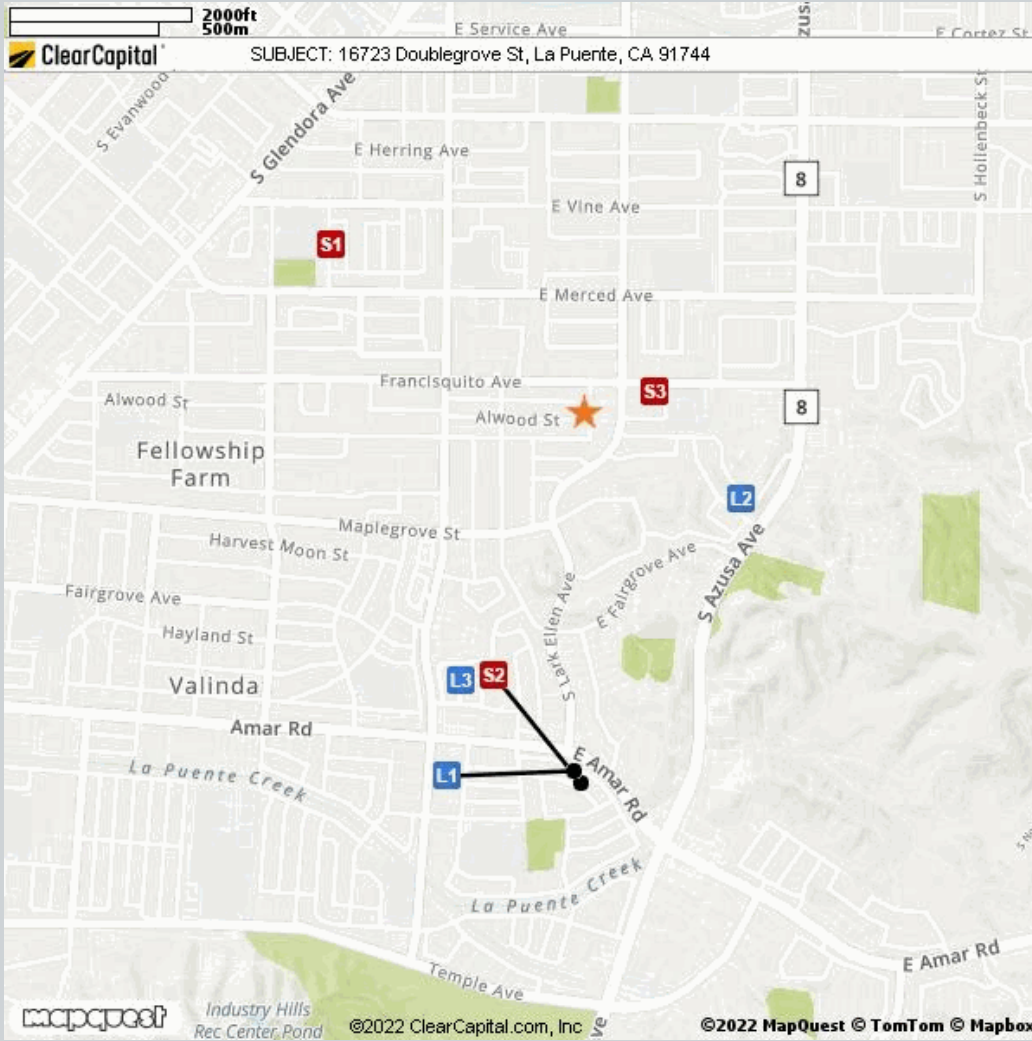 2000ft
500m
E Service Ave
E Cortez St
ClearCapital
SUBJECT: 16723 Doublegrove St, La Puente, CA 91744
S Evanwood
S Glendora Ave
S Hollenbeck St
E Herring Ave
8
E Vine Ave
S1
E Merced Ave
Francisquito Ave
S3
Alwood St
Alwood St
8
Fellowship
Farm
L2
Maplegrove St
Harvest Moon St
E Fairgrove Ave
S Azusa Ave
Fairgrove Ave
S Lark Ellen Ave
Hayland St
L3
S2
Valinda
Amar Rd
E Amar Rd
La Puente Creek
L1
La Puente Creek
E Amar Rd
Temple Ave
mapquest
Industry Hills
Rec Center Pond
©2022 ClearCapital.com, Inc
©2022 MapQuest © TomTom © Mapbox